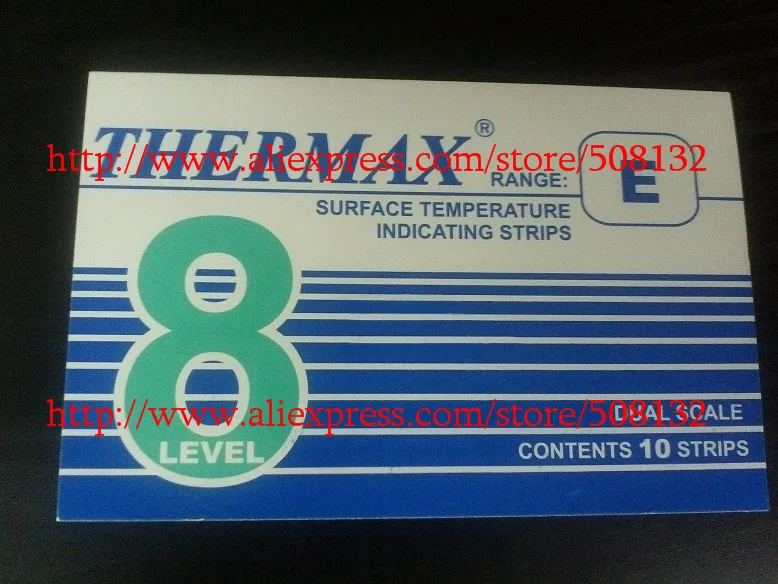 THERMAX®
http://www.aliexpress.com/store/508132
RANGE: E
SURFACE TEMPERATURE
INDICATING STRIPS
8
LEVEL
http://www.aliexpress.com/store/508132
DUAL SCALE
CONTENTS 10 STRIPS